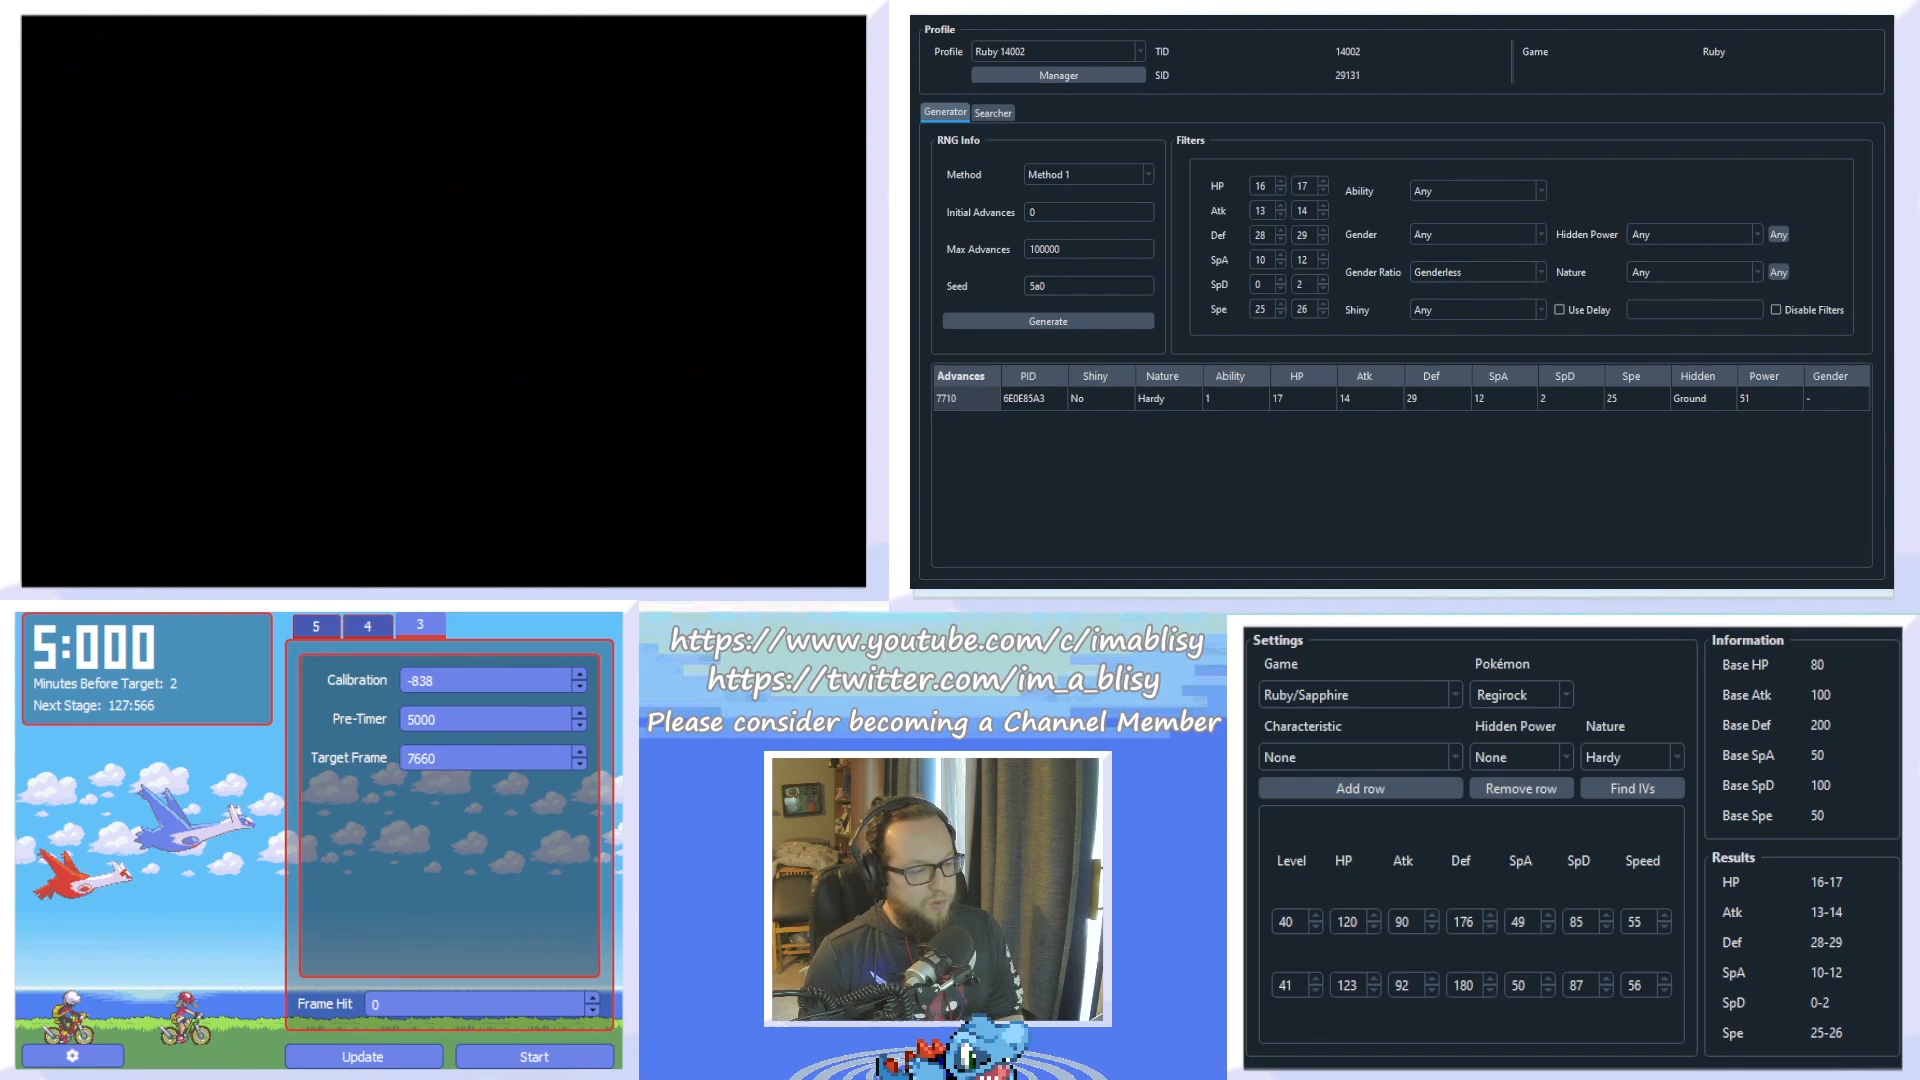 Profile
Profile Ruby 14002 TID 14002 Game Ruby
Manager SID 29131
Generator Searcher
RNG Info
Method Method 1
Initial Advances 0
Max Advances 100000
Seed 5a0
Generate
Filters
HP 16 17 Ability Any
Atk 13 14
Def 28 29 Gender Any Hidden Power Any Any
SpA 10 12 Gender Ratio Genderless Nature Any Any
SpD 0 2
Spe 25 26 Shiny Any Use Delay Disable Filters
Advances PID Shiny Nature Ability HP Atk Def SpA SpD Spe Hidden Power Gender
7710 6E0E85A3 No Hardy 1 17 14 29 12 2 25 Ground 51 -
5:000
Minutes Before Target: 2
Next Stage: 127:566
5 4 3
Calibration -838
Pre-Timer 5000
Target Frame 7660
Frame Hit 0
Update Start
https://www.youtube.com/c/imablisy
https://twitter.com/im_a_blisy
Please consider becoming a Channel Member
Settings
Game Pokémon
Ruby/Sapphire Regirock
Characteristic Hidden Power Nature
None None Hardy
Add row Remove row Find IVs
Level HP Atk Def SpA SpD Speed
40 120 90 176 49 85 55
41 123 92 180 50 87 56
Information
Base HP 80
Base Atk 100
Base Def 200
Base SpA 50
Base SpD 100
Base Spe 50
Results
HP 16-17
Atk 13-14
Def 28-29
SpA 10-12
SpD 0-2
Spe 25-26